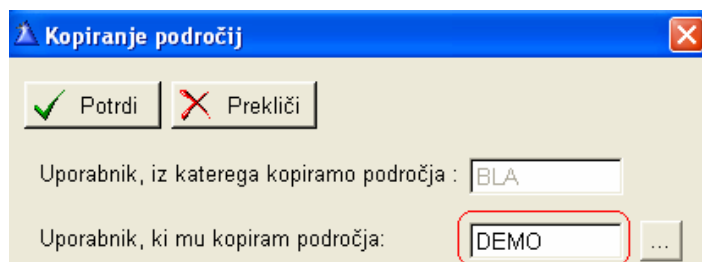 Kopiranje področij
Potrdi Prekliči
Uporabnik, iz katerega kopiramo področja : BLA
Uporabnik, ki mu kopiram področja: DEMO ...